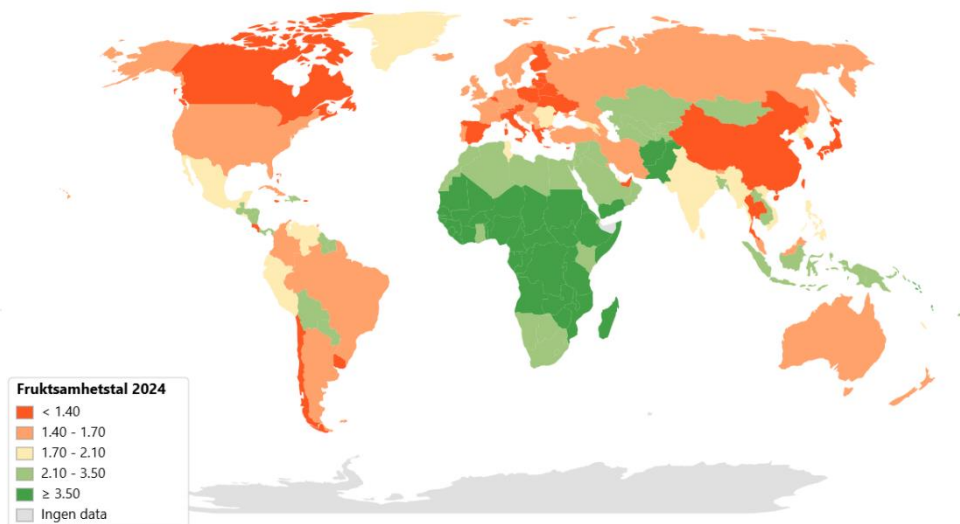 Fruktsamhetstal 2024
< 1.40
1.40 - 1.70
1.70 - 2.10
2.10 - 3.50
≥ 3.50
Ingen data